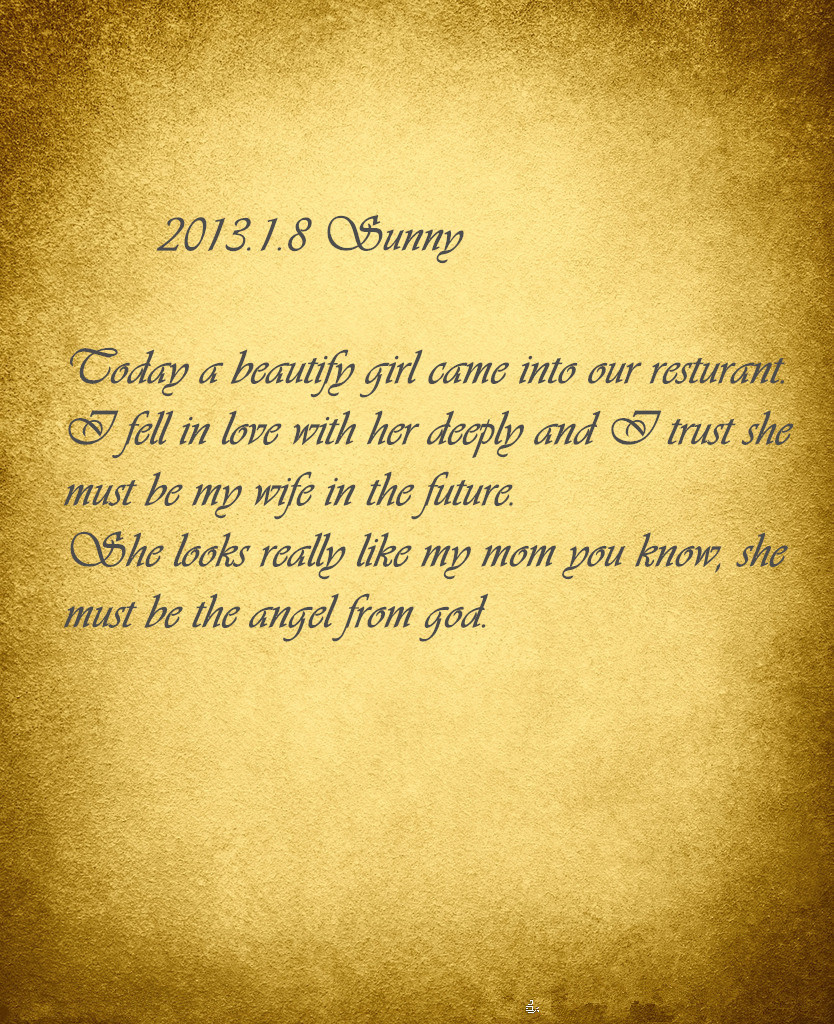 2013.1.8 Sunny
Today a beautify girl came into our resturant.
I fell in love with her deeply and I trust she
must be my wife in the future.
She looks really like my mom you know, she
must be the angel from god.